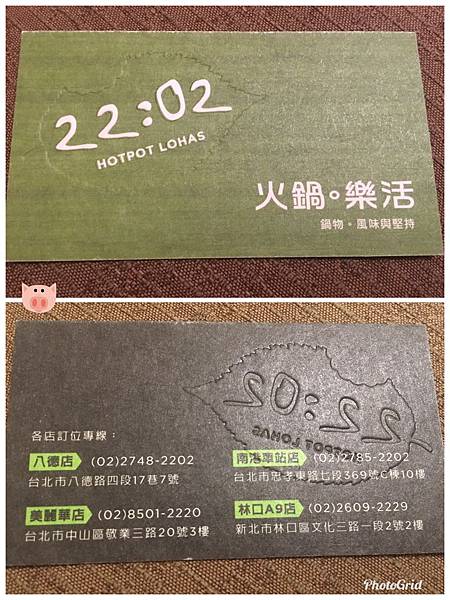 22:02
HOTPOT LOHAS
火鍋。樂活
鍋物。風味與堅持
22:02
HOTPOT LOHAS
各店訂位專線：
八德店 (02)2748-2202
台北市八德路四段17巷7號
南港車站店 (02)2785-2202
台北市忠孝東路七段369號C棟10樓
美麗華店 (02)8501-2220
台北市中山區敬業三路20號3樓
林口A9店 (02)2609-2229
新北市林口區文化三路一段2號2樓
PhotoGrid